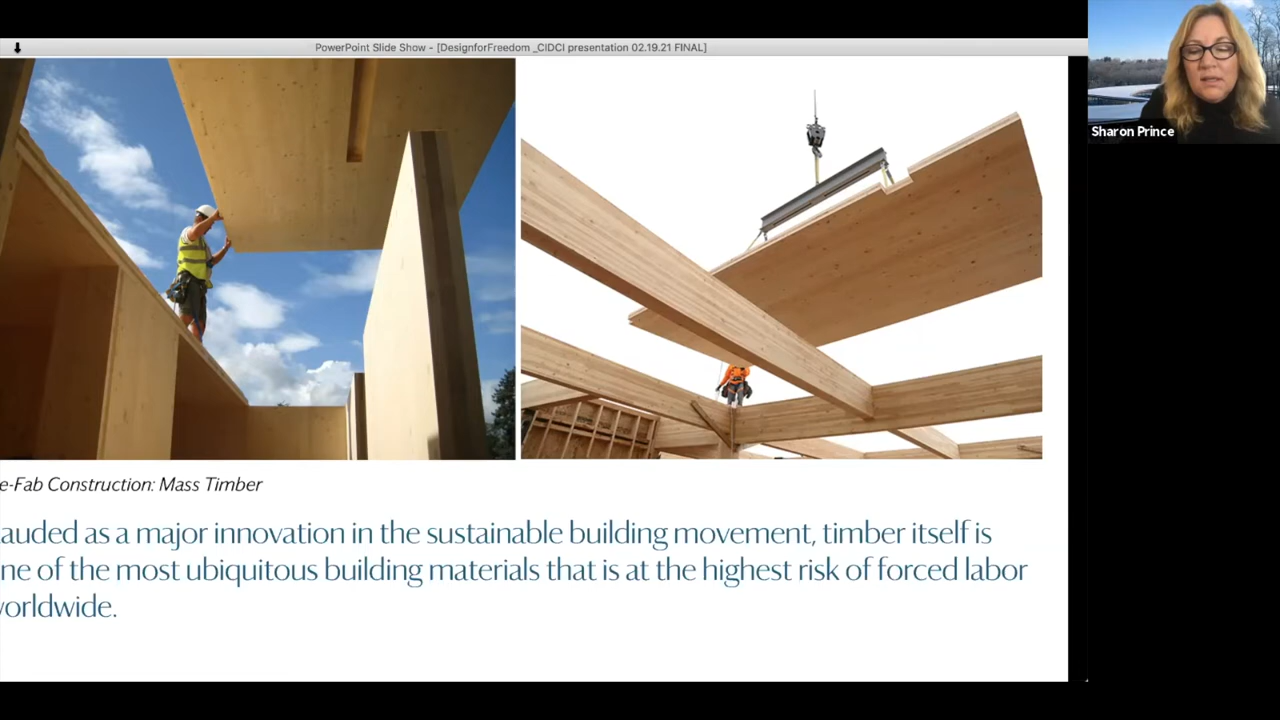 PowerPoint Slide Show - [DesignforFreedom _CIDCI presentation 02.19.21 FINAL]
Sharon Prince
e-Fab Construction: Mass Timber
auded as a major innovation in the sustainable building movement, timber itself is
ne of the most ubiquitous building materials that is at the highest risk of forced labor
orldwide.